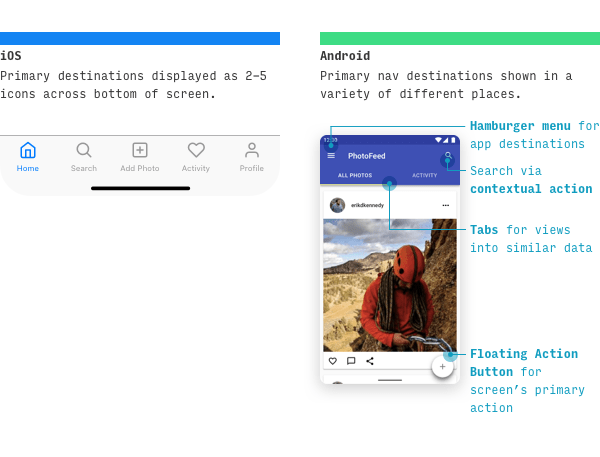 iOS
Primary destinations displayed as 2–5
icons across bottom of screen.
Home
Search
Add Photo
Activity
Profile
Android
Primary nav destinations shown in a
variety of different places.
PhotoFeed
ALL PHOTOS
ACTIVITY
erikdkennedy
Hamburger menu for
app destinations
Search via
contextual action
Tabs for views
into similar data
Floating Action
Button for
screen’s primary
action